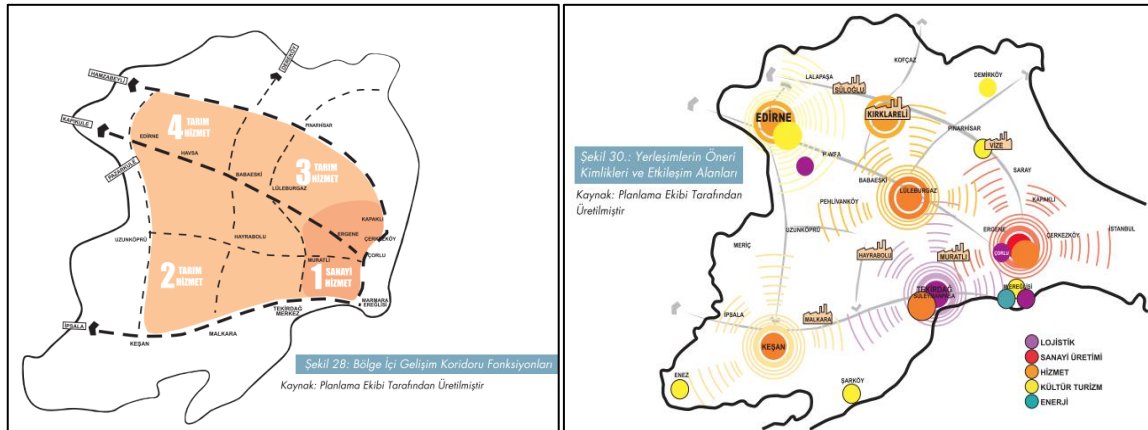 HAMZABEYLİ
DEREKÖY
KAPIKULE
PAZARKULE
İPSALA
4 TARIM
HİZMET
EDİRNE
HAVSA
PINARHİSAR
BABAESKİ
LÜLEBURGAZ
3 TARIM
HİZMET
KAPAKLI
ERGENE
ÇERKEZKÖY
ÇORLU
UZUNKÖPRÜ
HAYRABOLU
MURATLI
2 TARIM
HİZMET
1 SANAYİ
HİZMET
MARMARA
EREĞLİSİ
TEKİRDAĞ
MERKEZ
MALKARA
KEŞAN
Şekil 28: Bölge İçi Gelişim Koridoru Fonksiyonları
Kaynak: Planlama Ekibi Tarafından Üretilmiştir
KOFÇAZ
LALAPAŞA
SÜLOĞLU
DEMİRKÖY
EDİRNE
KIRKLARELİ
PINARHİSAR
VİZE
Şekil 30.: Yerleşimlerin Öneri
Kimlikleri ve Etkileşim Alanları
Kaynak: Planlama Ekibi Tarafından
Üretilmiştir
BABAESKİ
LÜLEBURGAZ
SARAY
PEHLİVANKÖY
KAPAKLI
UZUNKÖPRÜ
MERİÇ
ERGENE
ÇERKEZKÖY
İSTANBUL
HAYRABOLU
MURATLI
ÇORLU
TEKİRDAĞ
SÜLEYMANPAŞA
M.EREĞLİSİ
İPSALA
MALKARA
KEŞAN
ENEZ
ŞARKÖY
LOJİSTİK
SANAYİ ÜRETİMİ
HİZMET
KÜLTÜR TURİZM
ENERJİ